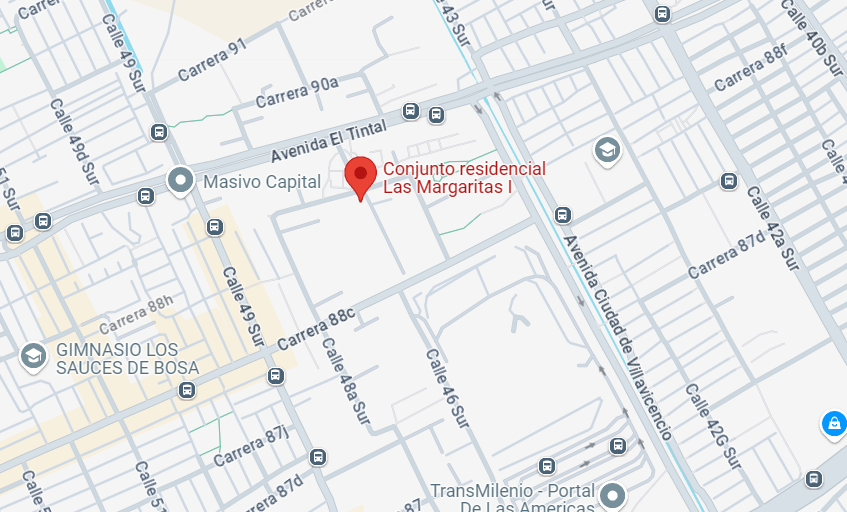 Carrera
Calle 49 Sur
Carrera 91
Calle 43 Sur
Calle 40b Sur
Carrera 88f
Carrera 90a
Calle 49d Sur
Avenida El Tintal
Masivo Capital
Conjunto residencial
Las Margaritas I
51 Sur
Calle 42a Sur
Carrera 87d
Avenida Ciudad de Villavicencio
Calle 49 Sur
Carrera 88h
Carrera 88c
GIMNASIO LOS
SAUCES DE BOSA
Calle 48a Sur
Calle 46 Sur
Calle 42G Sur
Carrera 87j
Calle 51
Carrera 87d
TransMilenio - Portal
De Las Americas